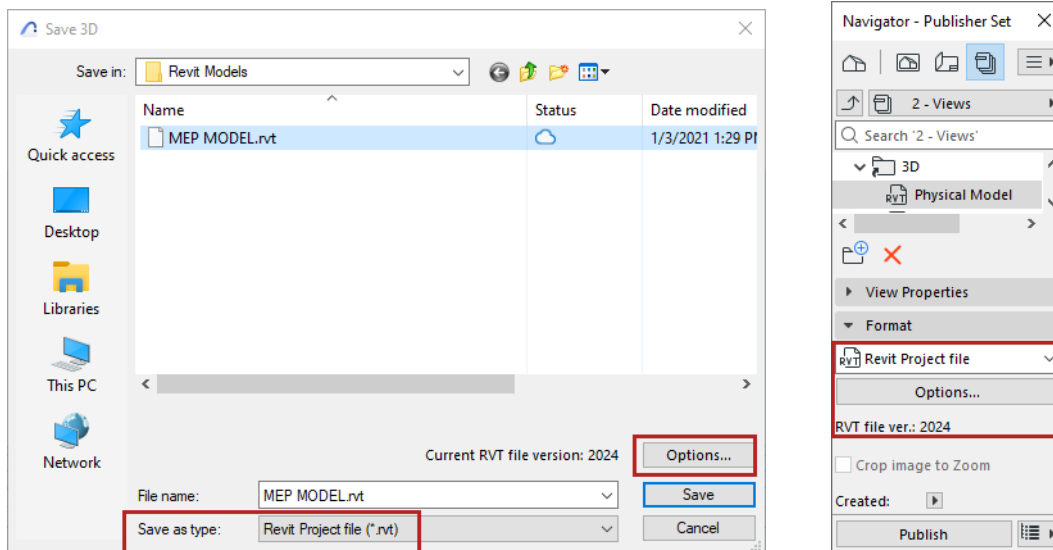 Save 3D
Save in:
Revit Models
Name
Status
Date modified
MEP MODEL.rvt
1/3/2021 1:29 PM
Quick access
Desktop
Libraries
This PC
Network
Current RVT file version: 2024
Options...
File name:
MEP MODEL.rvt
Save
Save as type:
Revit Project file (*.rvt)
Cancel
Navigator - Publisher Set
2 - Views
Search '2 - Views'
3D
RVT
Physical Model
View Properties
Format
RVT
Revit Project file
Options...
RVT file ver.: 2024
Crop image to Zoom
Created:
Publish